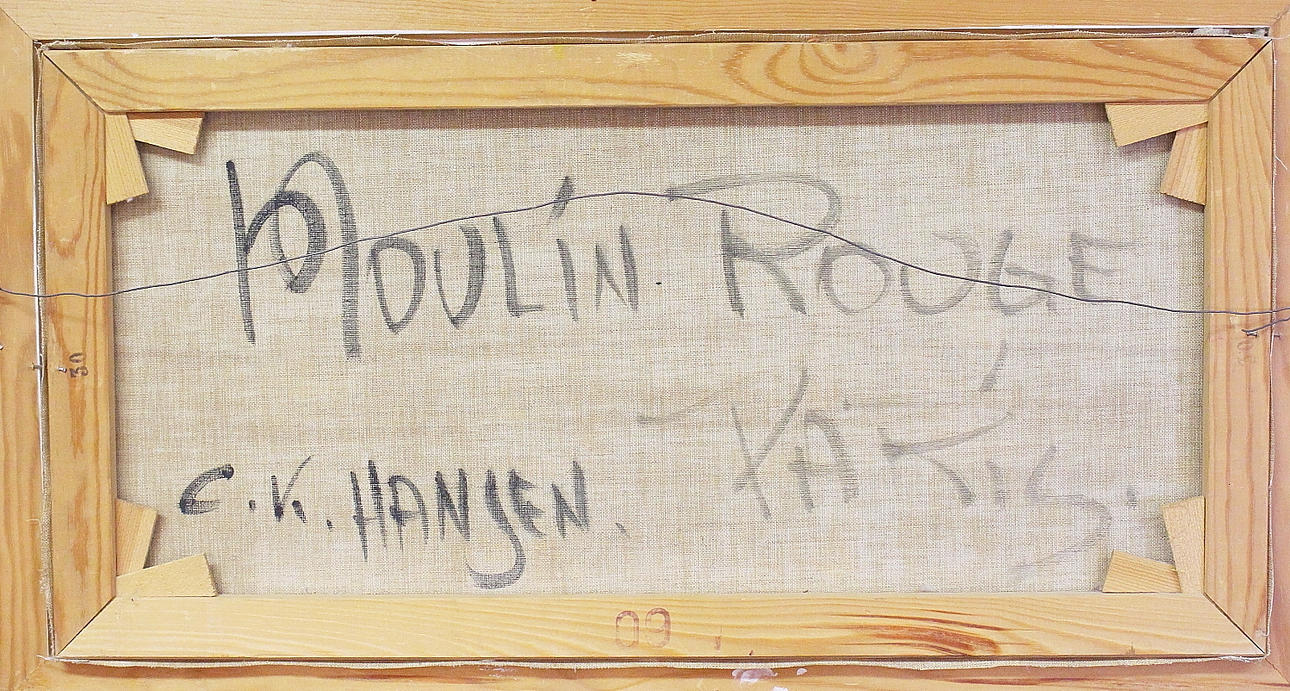 MOULIN ROUGE
PARIS.
C.K. HANSEN.
30
60